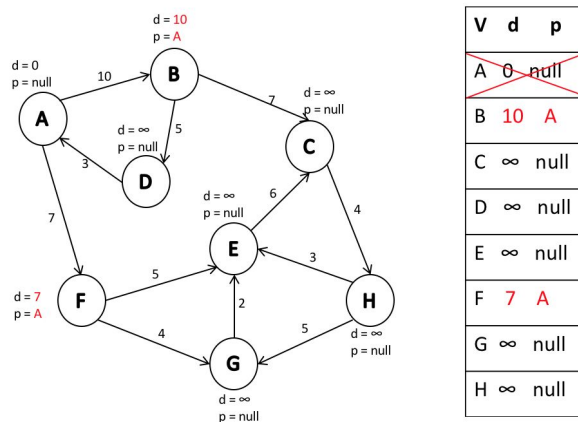 d = 10
p = A
B
d = 0
p = null
10
A
7
d = ∞
p = null
C
d = ∞
p = null
5
3
D
7
d = ∞
p = null
6
4
E
5
3
d = 7
p = A
F
H
2
4
5
d = ∞
p = null
G
d = ∞
p = null
V d p
A 0 null
B 10 A
C ∞ null
D ∞ null
E ∞ null
F 7 A
G ∞ null
H ∞ null